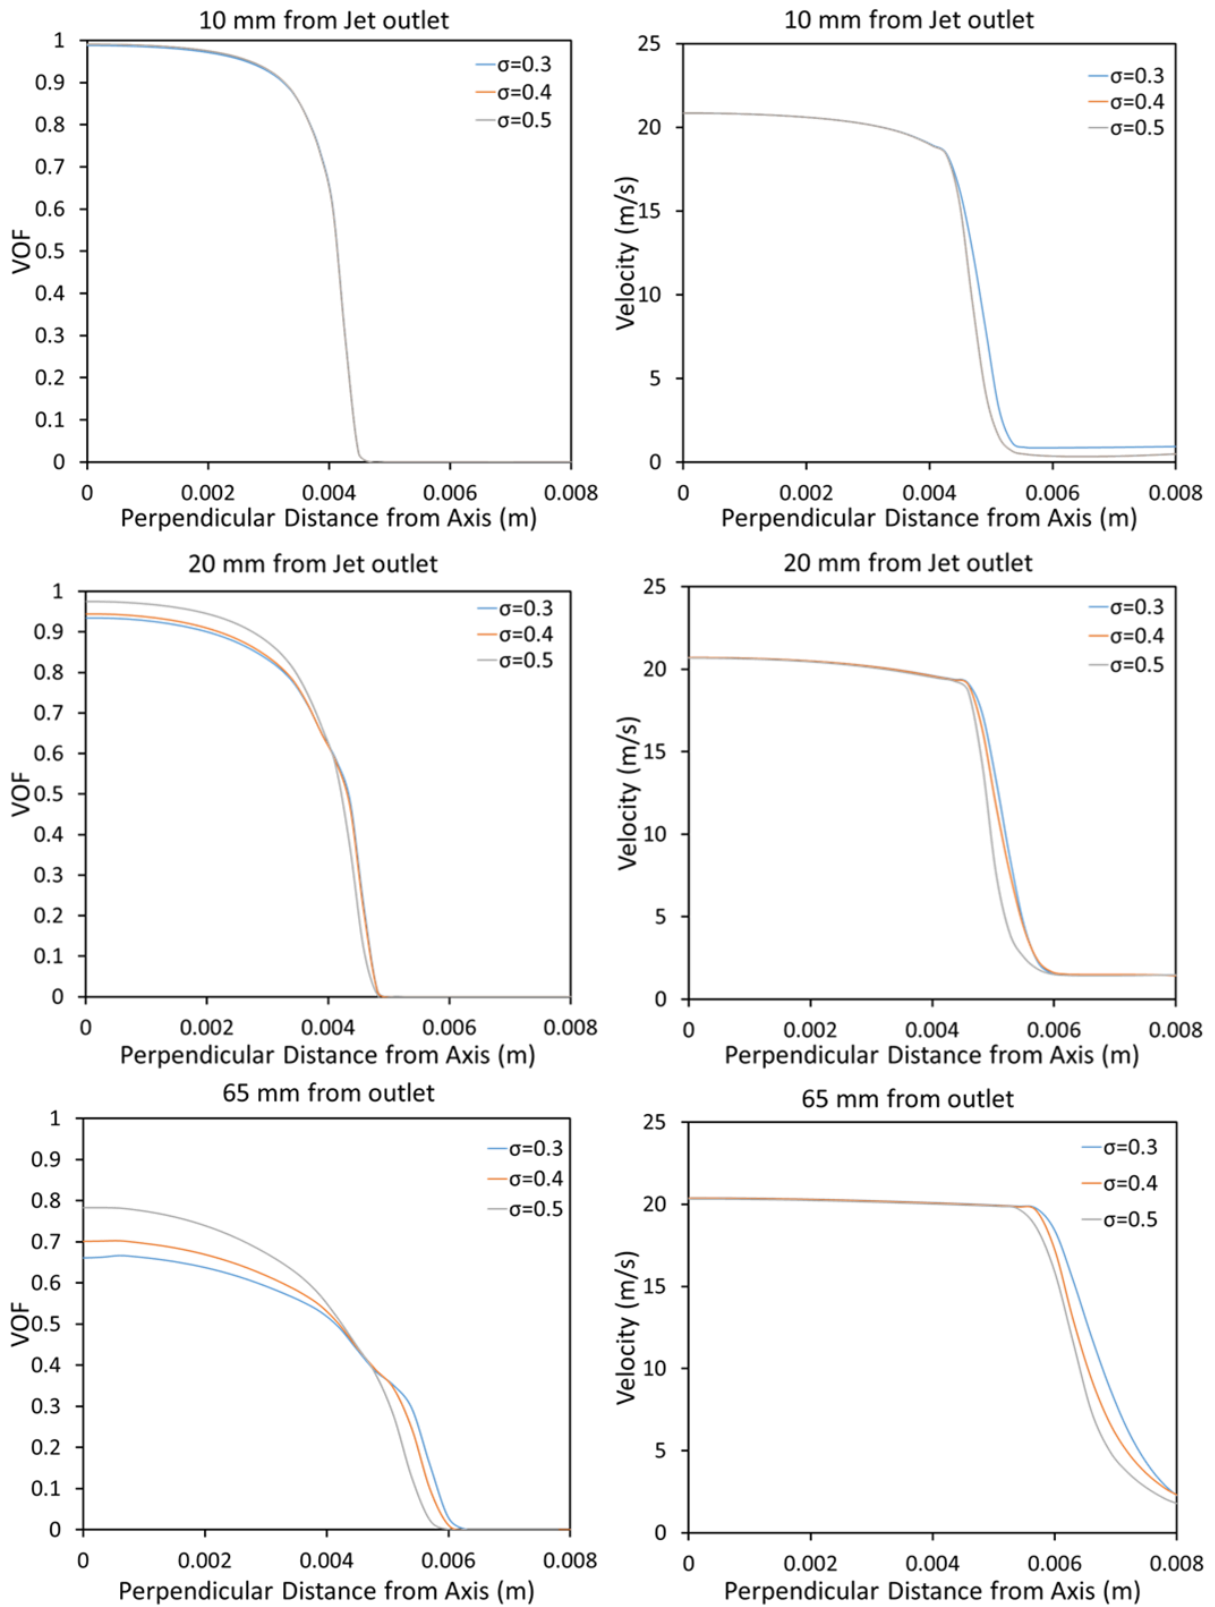 10 mm from Jet outlet
1
0.9
0.8
0.7
0.6
0.5
0.4
0.3
0.2
0.1
0
VOF
σ=0.3
σ=0.4
σ=0.5
0 0.002 0.004 0.006 0.008
Perpendicular Distance from Axis (m)
10 mm from Jet outlet
25
20
15
10
5
0
Velocity (m/s)
σ=0.3
σ=0.4
σ=0.5
0 0.002 0.004 0.006 0.008
Perpendicular Distance from Axis (m)
20 mm from Jet outlet
1
0.9
0.8
0.7
0.6
0.5
0.4
0.3
0.2
0.1
0
VOF
σ=0.3
σ=0.4
σ=0.5
0 0.002 0.004 0.006 0.008
Perpendicular Distance from Axis (m)
20 mm from Jet outlet
25
20
15
10
5
0
Velocity (m/s)
σ=0.3
σ=0.4
σ=0.5
0 0.002 0.004 0.006 0.008
Perpendicular Distance from Axis (m)
65 mm from outlet
1
0.9
0.8
0.7
0.6
0.5
0.4
0.3
0.2
0.1
0
VOF
σ=0.3
σ=0.4
σ=0.5
0 0.002 0.004 0.006 0.008
Perpendicular Distance from Axis (m)
65 mm from outlet
25
20
15
10
5
0
Velocity (m/s)
σ=0.3
σ=0.4
σ=0.5
0 0.002 0.004 0.006 0.008
Perpendicular Distance from Axis (m)